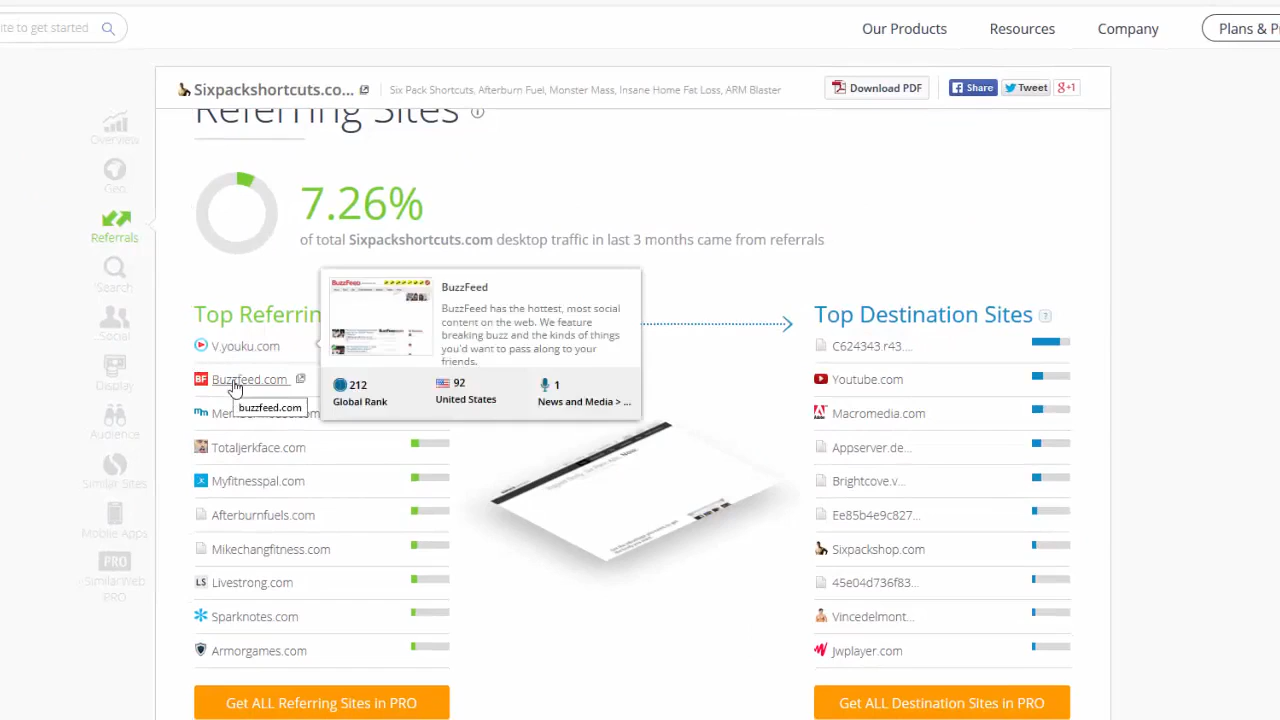 ite to get started
Our Products
Resources
Company
Plans & P
Sixpackshortcuts.co...
Six Pack Shortcuts, Afterburn Fuel, Monster Mass, Insane Home Fat Loss, ARM Blaster
Download PDF
Share
Tweet
g+1
Referring Sites
Overview
Geo
Referrals
Search
Social
Display
Audience
Similar Sites
Mobile Apps
PRO
SimilarWeb
PRO
7.26%
of total Sixpackshortcuts.com desktop traffic in last 3 months came from referrals
Top Referrin
V.youku.com
BF Buzzfeed.com
buzzfeed.com
Totaljerkface.com
Myfitnesspal.com
Afterburnfuels.com
Mikechangfitness.com
LS Livestrong.com
Sparknotes.com
Armorgames.com
Get ALL Referring Sites in PRO
BuzzFeed
BuzzFeed
BuzzFeed has the hottest, most social
content on the web. We feature
breaking buzz and the kinds of things
you'd want to pass along to your
friends.
212
Global Rank
92
United States
1
News and Media > ...
Top Destination Sites ?
C624343.r43....
Youtube.com
Macromedia.com
Appserver.de...
Brightcove.v...
Ee85b4e9c827...
Sixpackshop.com
45e04d736f83...
Vincedelmont...
Jwplayer.com
Get ALL Destination Sites in PRO